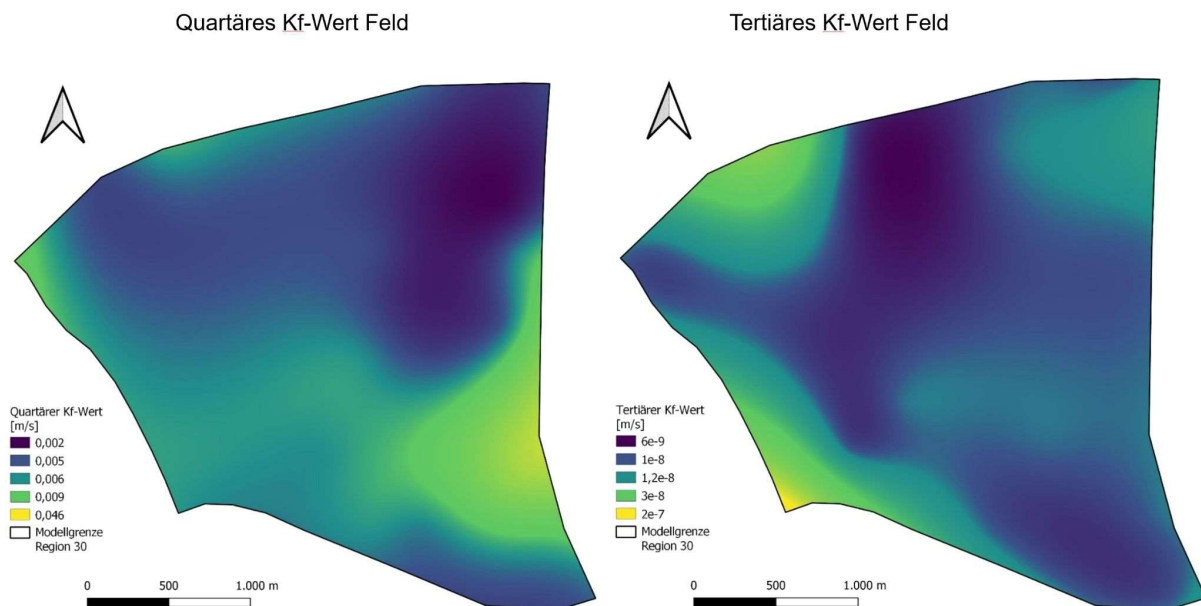 Quartäres Kf-Wert Feld
Tertiäres Kf-Wert Feld
Quartärer Kf-Wert
[m/s]
0,002
0,005
0,006
0,009
0,046
Modellgrenze
Region 30
0 500 1.000 m
Tertiärer Kf-Wert
[m/s]
6e-9
1e-8
1,2e-8
3e-8
2e-7
Modellgrenze
Region 30
0 500 1.000 m